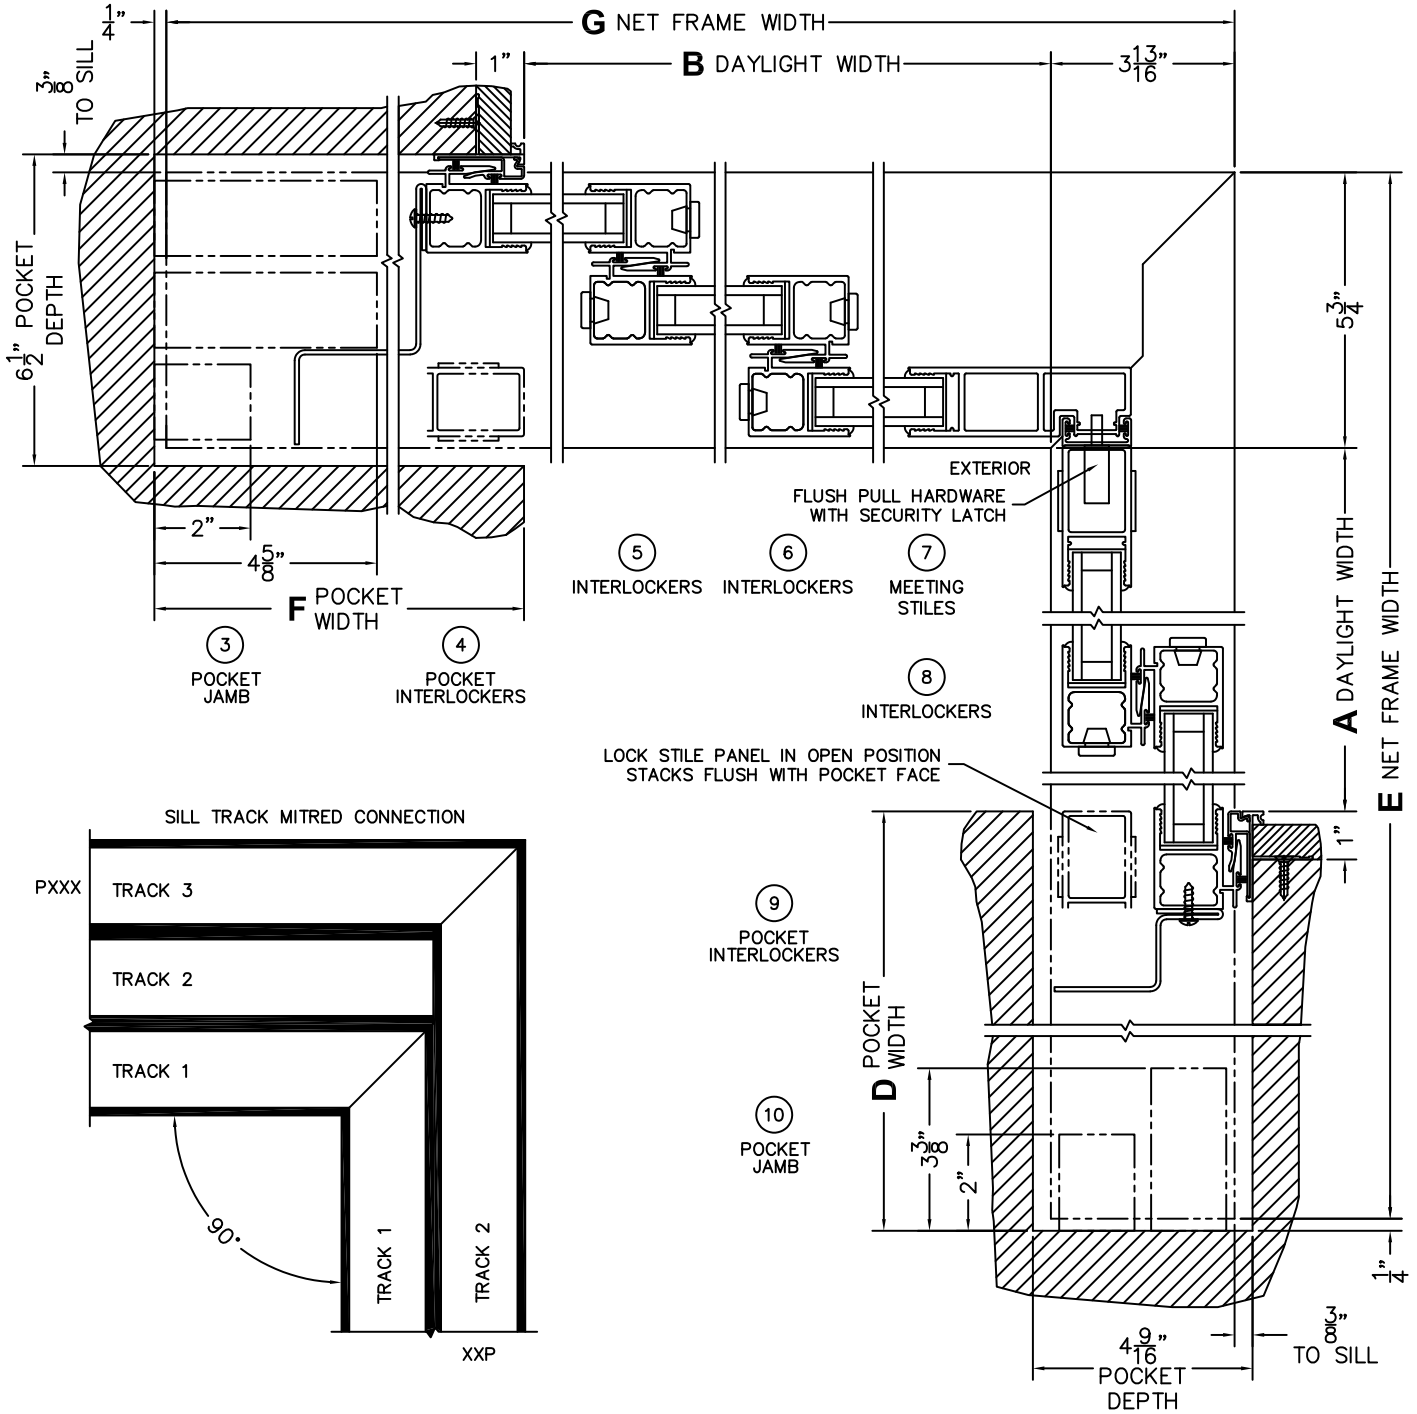 1/4
G NET FRAME WIDTH
3/8"
TO SILL
1"
B DAYLIGHT WIDTH
3 13/16"
6 1/2" POCKET
DEPTH
5 3/4"
EXTERIOR
FLUSH PULL HARDWARE
WITH SECURITY LATCH
2"
4 5/8"
F POCKET
WIDTH
3
POCKET
JAMB
4
POCKET
INTERLOCKERS
5
INTERLOCKERS
6
INTERLOCKERS
7
MEETING
STILES
8
INTERLOCKERS
A DAYLIGHT WIDTH
E NET FRAME WIDTH
LOCK STILE PANEL IN OPEN POSITION
STACKS FLUSH WITH POCKET FACE
1"
SILL TRACK MITRED CONNECTION
PXXX
TRACK 3
TRACK 2
TRACK 1
90°
TRACK 1
TRACK 2
XXP
9
POCKET
INTERLOCKERS
D POCKET
WIDTH
10
POCKET
JAMB
3 3/8"
2"
1/4"
4 9/16"
POCKET
DEPTH
3/8"
TO SILL